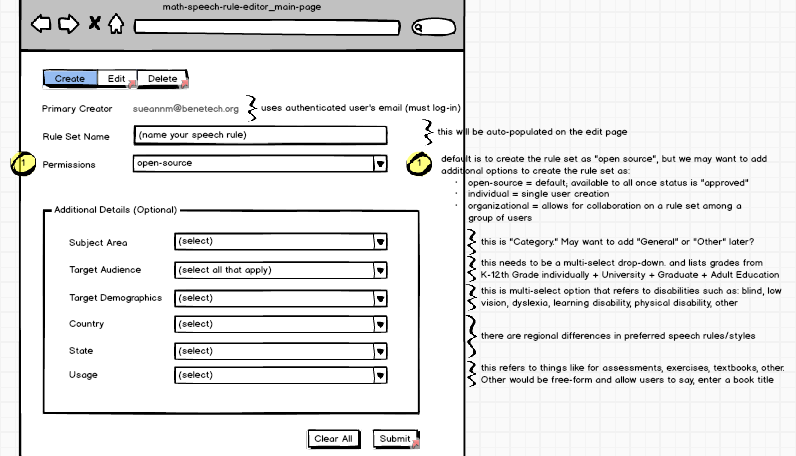 math-speech-rule-editor_main-page
Create Edit Delete
Primary Creator sueannm@benetech.org uses authenticated user's email (must log-in)
Rule Set Name (name your speech rule) this will be auto-populated on the edit page
1 Permissions open-source
1 default is to create the rule set as "open source", but we may want to add
additional options to create the rule set as:
· open-source = default; available to all once status is "approved"
· individual = single user creation
· organizational = allows for collaboration on a rule set among a
group of users
Additional Details (Optional)
Subject Area (select) this is "Category." May want to add "General" or "Other" later?
Target Audience (select all that apply) this needs to be a multi-select drop-down. and lists grades from
K-12th Grade individually + University + Graduate + Adult Education
Target Demographics (select) this is multi-select option that refers to disabilities such as: blind, low
vision, dyslexia, learning disability, physical disability, other
Country (select)
there are regional differences in preferred speech rules/styles
State (select)
Usage (select) this refers to things like for assessments, exercises, textbooks, other.
Other would be free-form and allow users to say, enter a book title
Clear All Submit